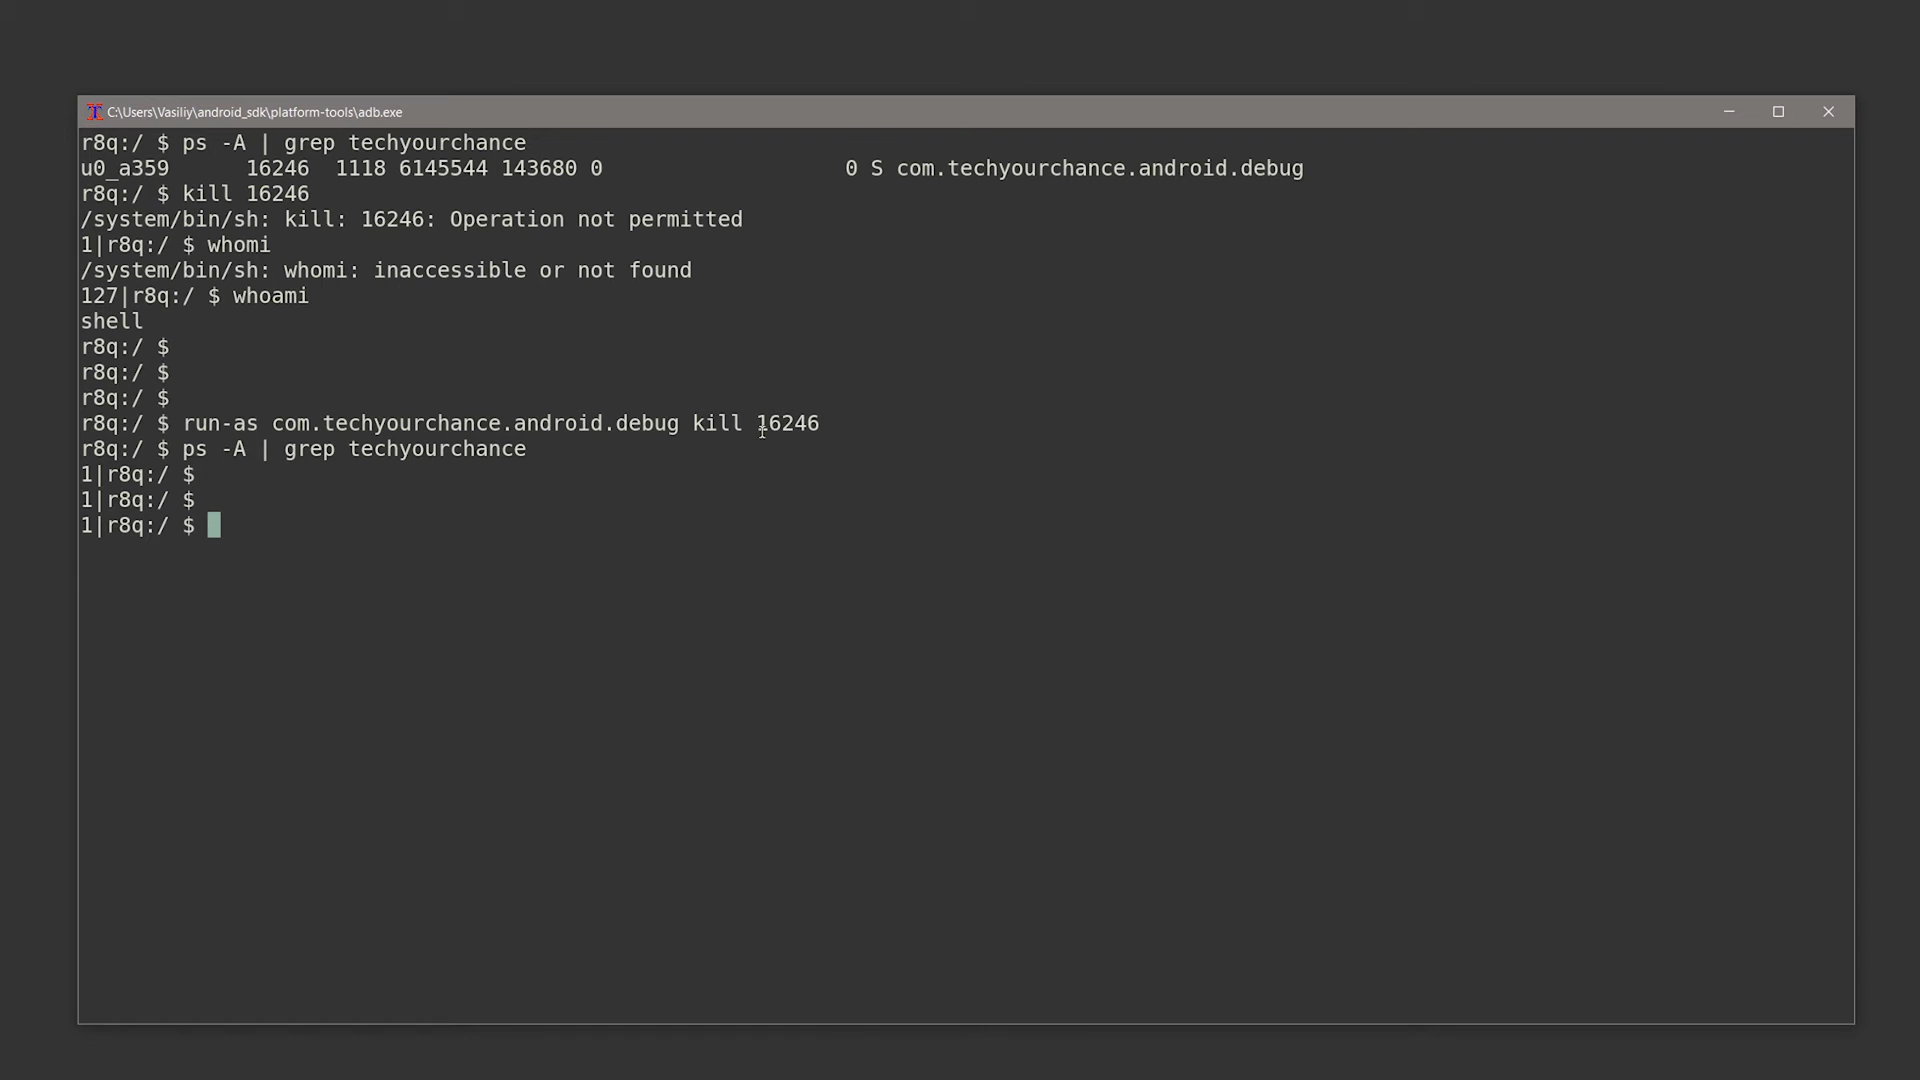 C:\Users\Vasiliy\android_sdk\platform-tools\adb.exe
r8q:/ $ ps -A | grep techyourchance
u0_a359      16246  1118 6145544 143680 0                   0 S com.techyourchance.android.debug
r8q:/ $ kill 16246
/system/bin/sh: kill: 16246: Operation not permitted
1|r8q:/ $ whomi
/system/bin/sh: whomi: inaccessible or not found
127|r8q:/ $ whoami
shell
r8q:/ $
r8q:/ $
r8q:/ $
r8q:/ $ run-as com.techyourchance.android.debug kill 16246
r8q:/ $ ps -A | grep techyourchance
1|r8q:/ $
1|r8q:/ $
1|r8q:/ $